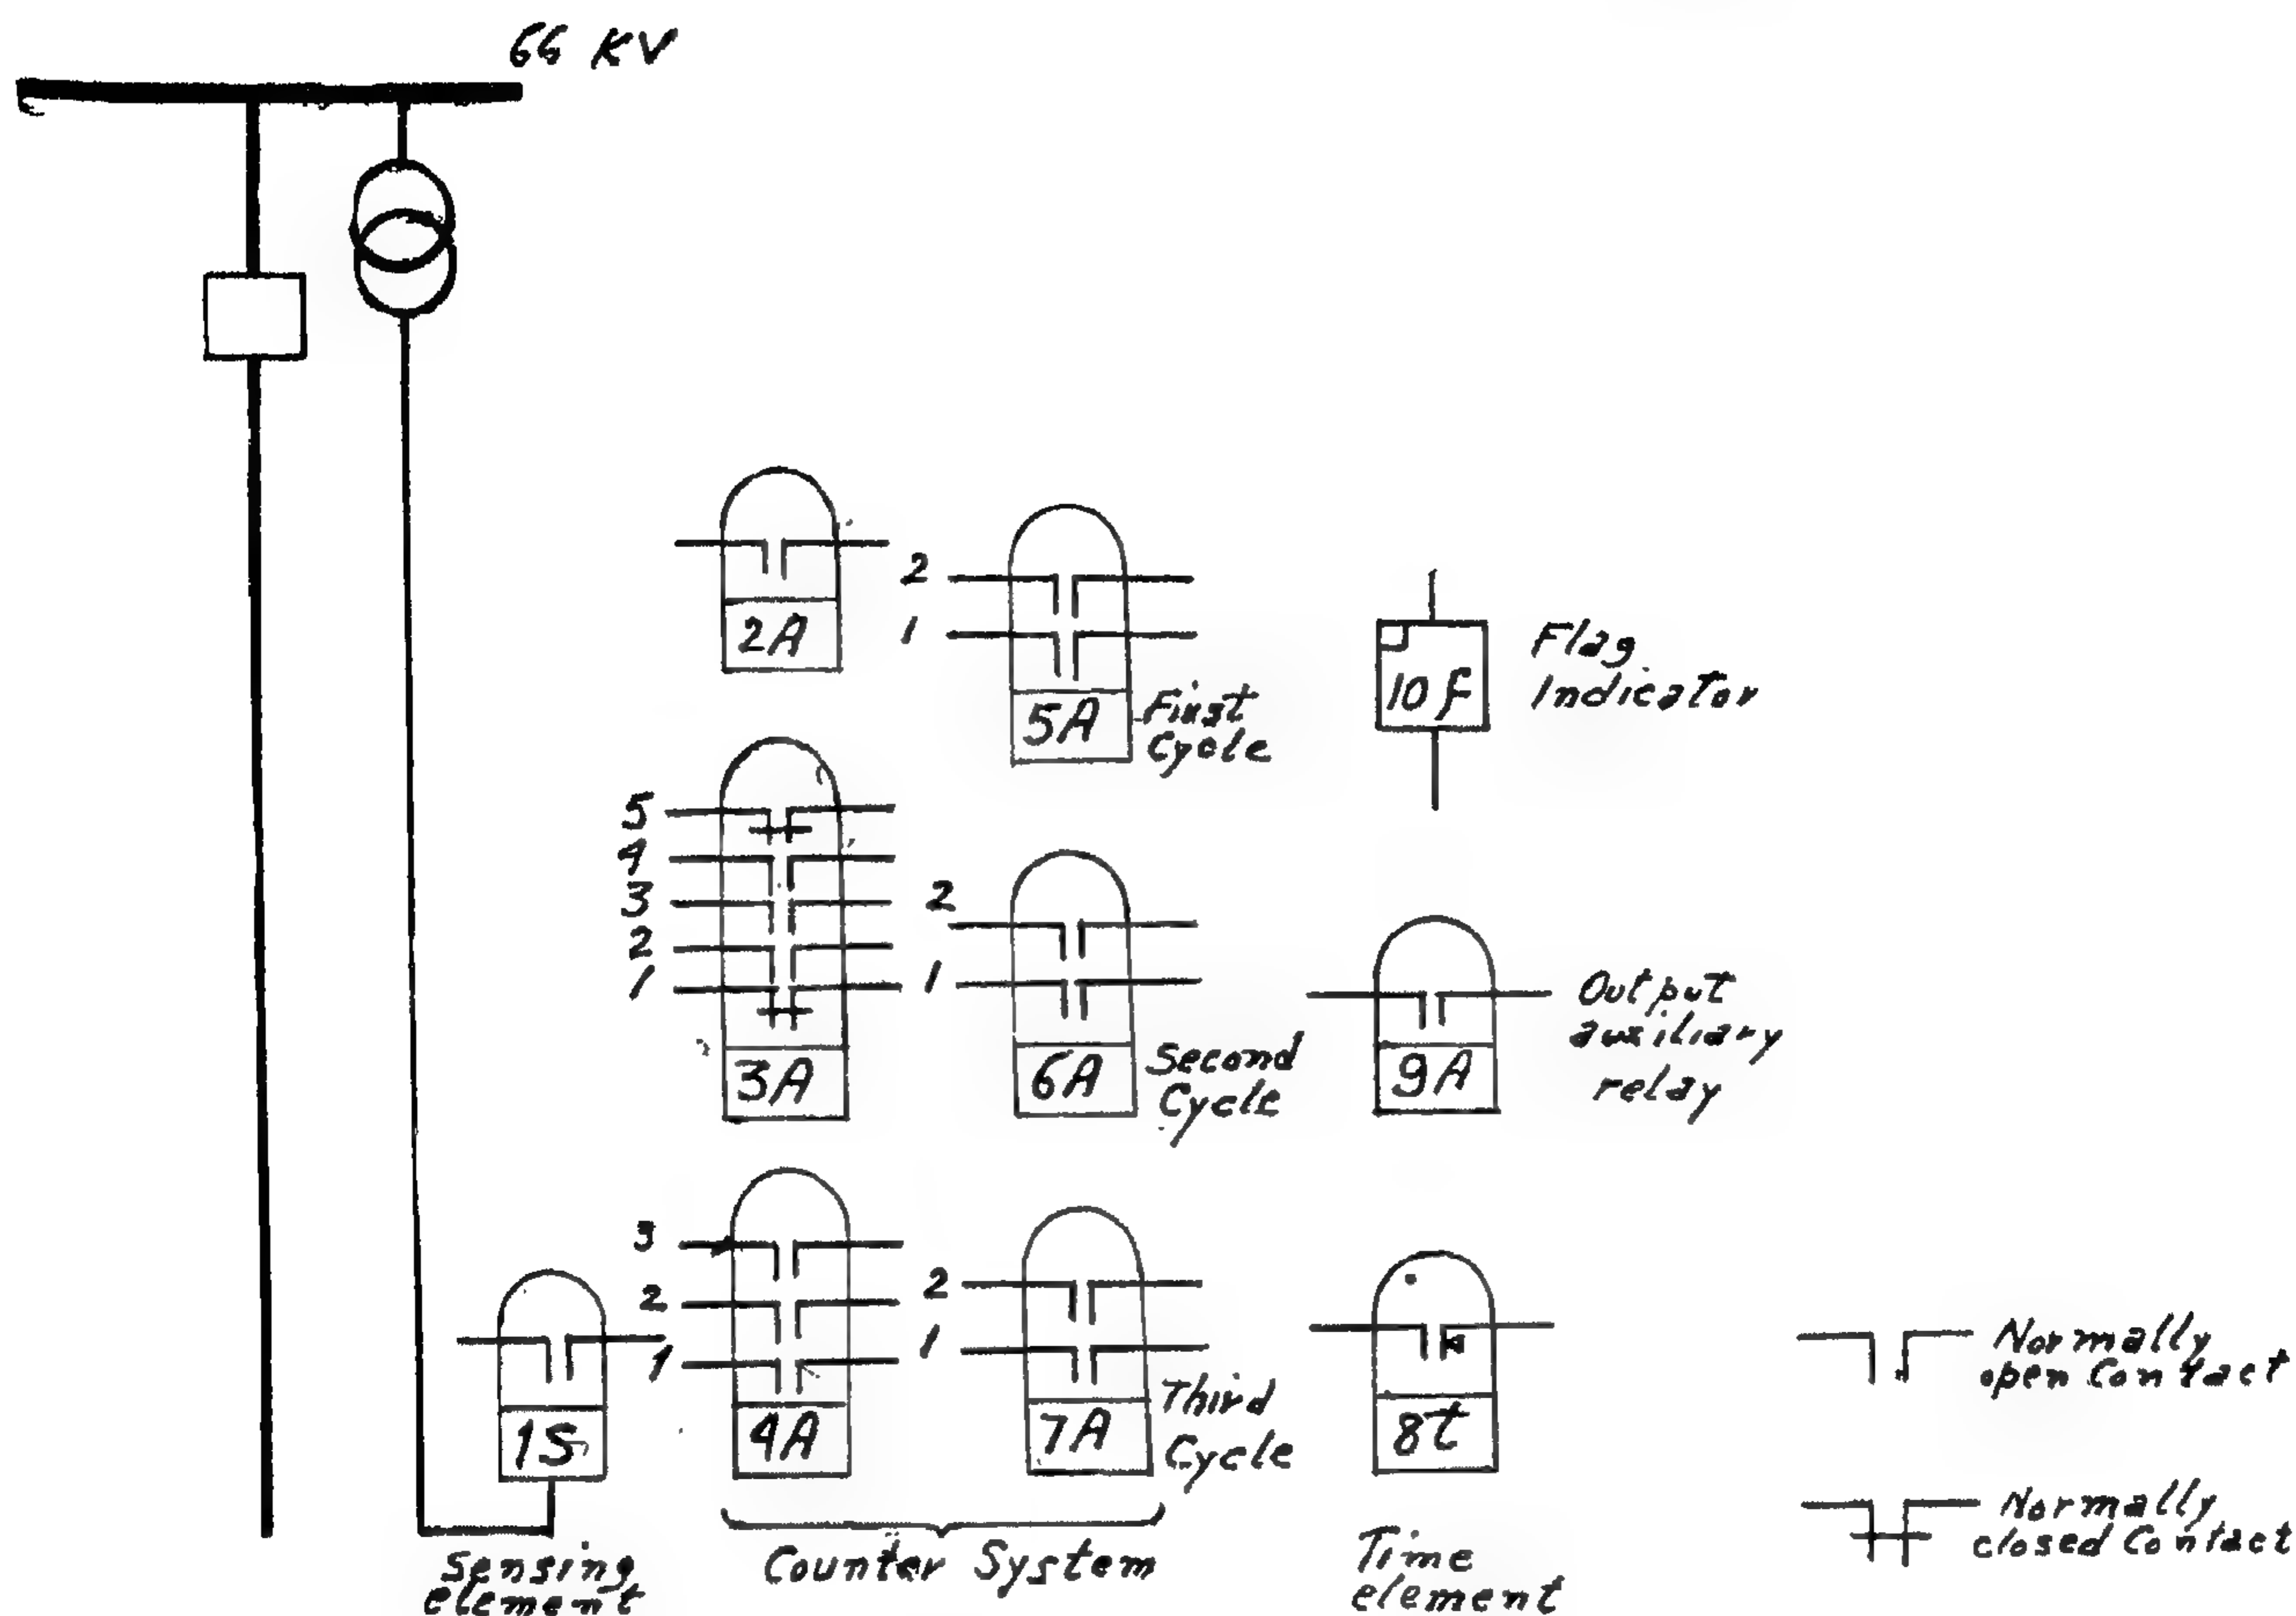 66 KV
2A
2
1
5A
First
Cycle
10 f
Flag
Indicator
5
4
3
2
1
3A
2
1
6A
Second
Cycle
9A
Output
auxiliary
relay
1S
Sensing
element
3
2
1
4A
2
1
7A
Third
Cycle
Counter System
8t
Time
element
Normally
open Contact
Normally
closed Contact